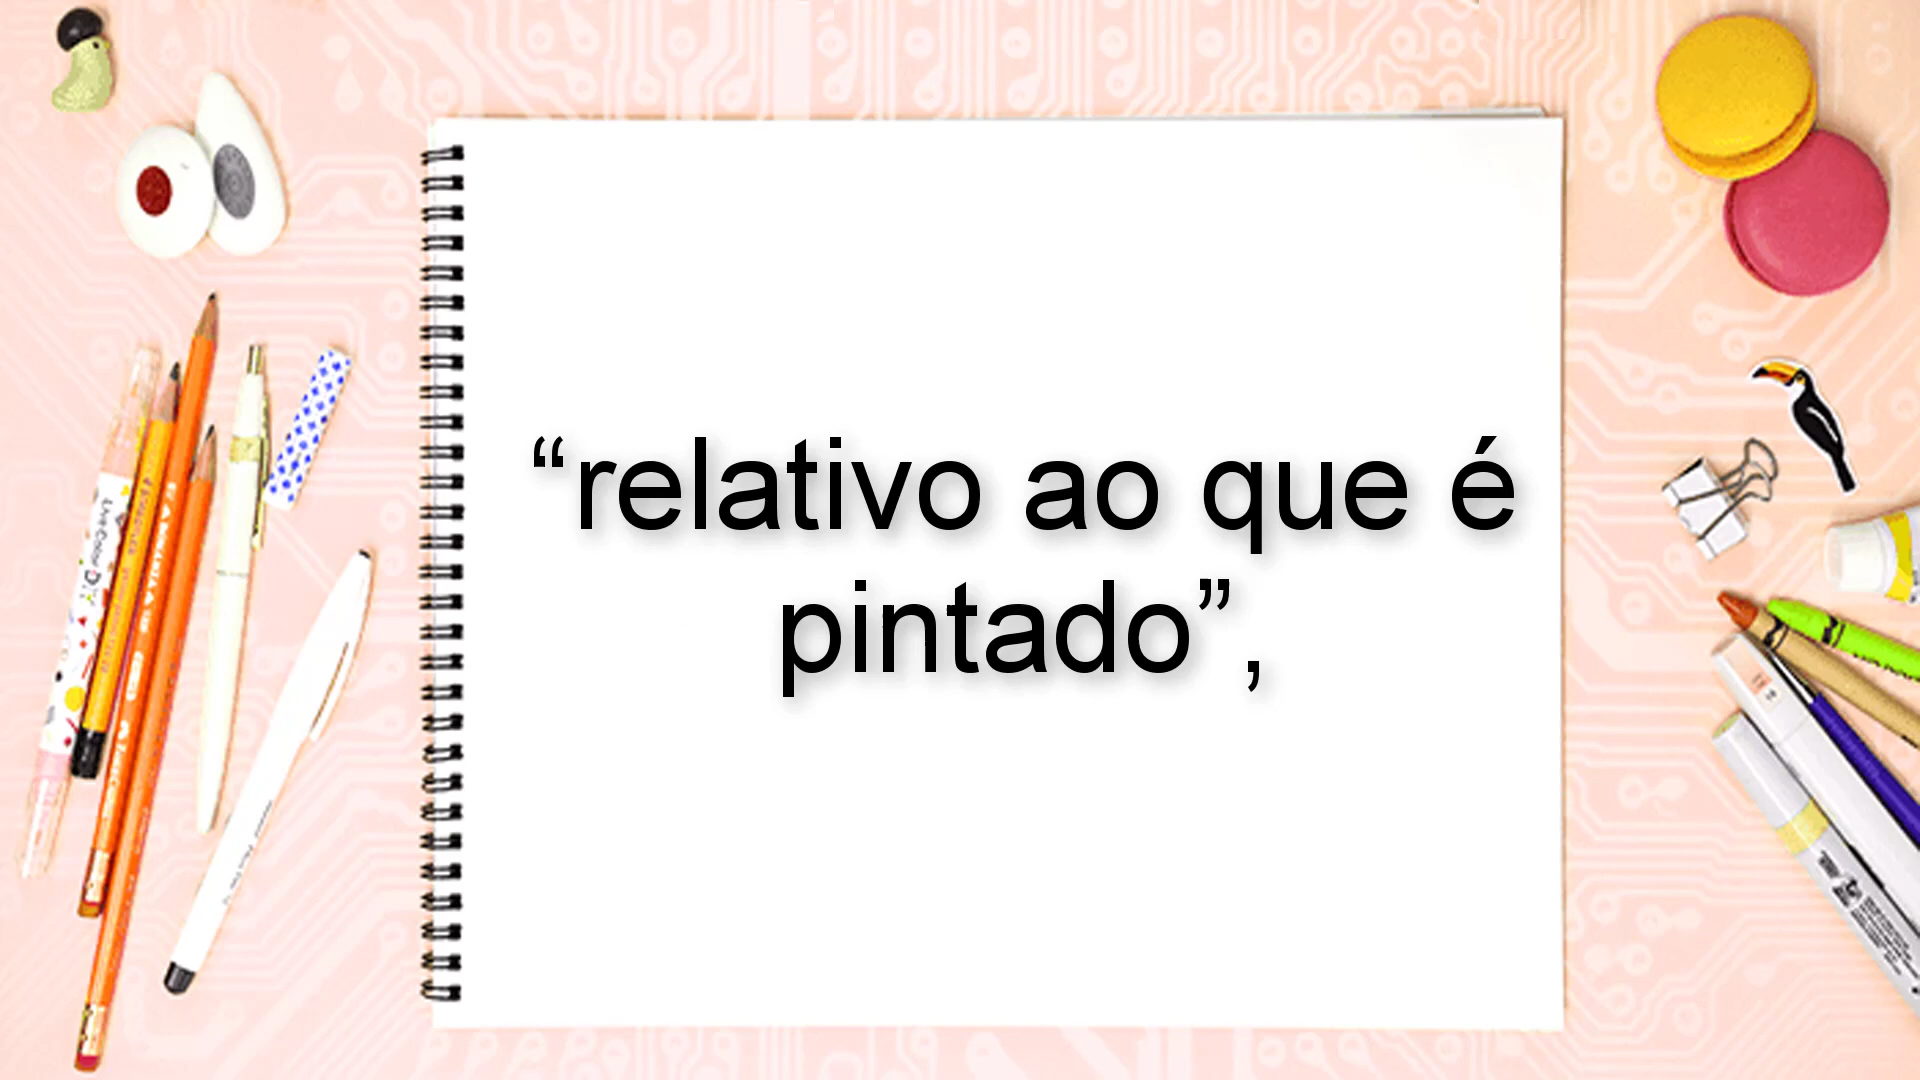 “relativo ao que é
pintado”,